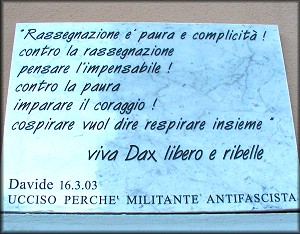 "Rassegnazione e' paura e complicità !
contro la rassegnazione
pensare l'impensabile !
contro la paura
imparare il coraggio !
cospirare vuol dire respirare insieme"
viva Dax libero e ribelle
Davide 16.3.03
UCCISO PERCHE' MILITANTE ANTIFASCISTA